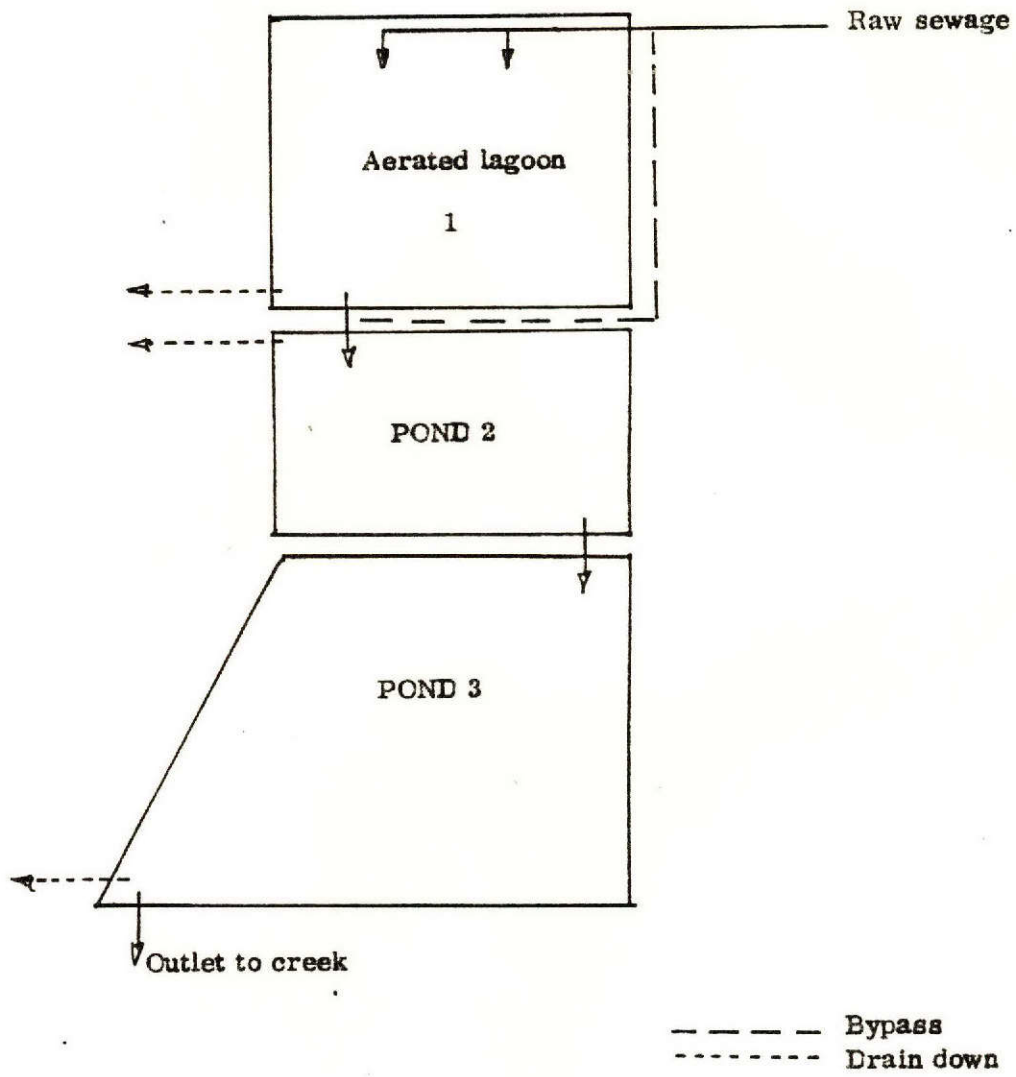 Raw sewage
Aerated lagoon
1
POND 2
POND 3
Outlet to creek
Bypass
Drain down